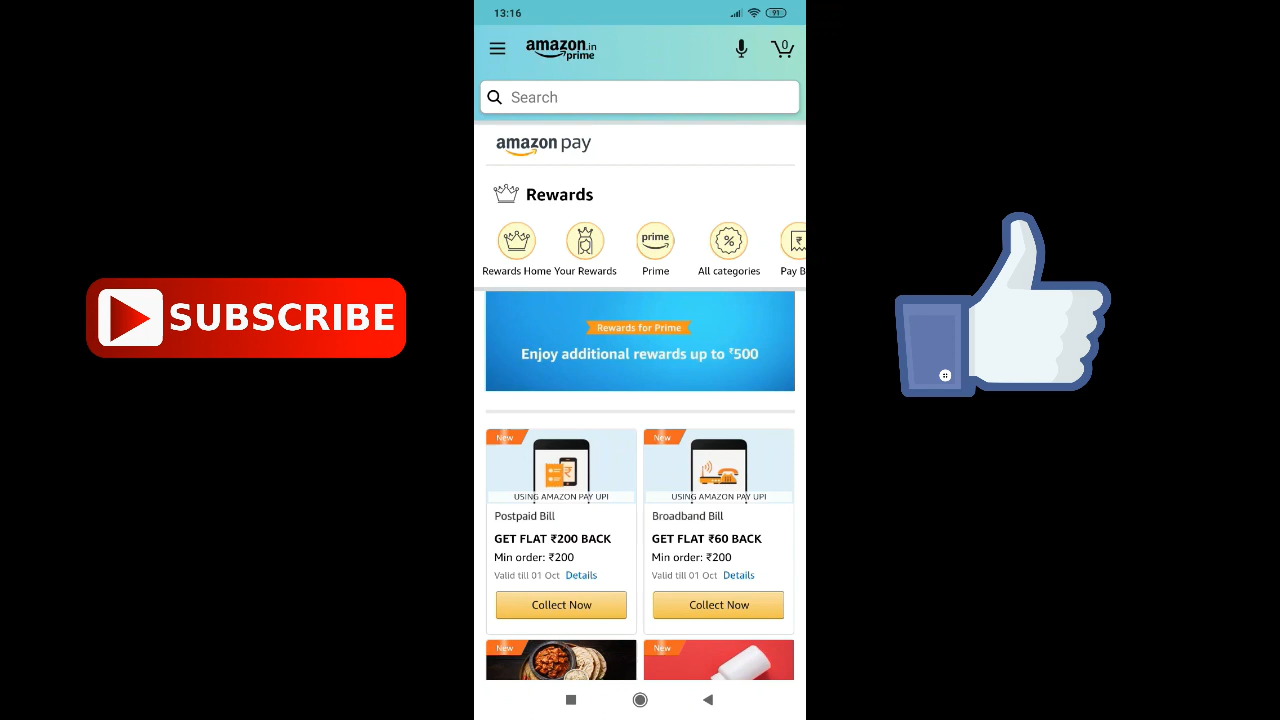 13:16
91
amazon.in
prime
0
Search
amazon pay
Rewards
prime
%
₹
Rewards Home
Your Rewards
Prime
All categories
Pay B
SUBSCRIBE
Rewards for Prime
Enjoy additional rewards up to ₹500
New
New
₹
USING AMAZON PAY UPI
USING AMAZON PAY UPI
Postpaid Bill
Broadband Bill
GET FLAT ₹200 BACK
GET FLAT ₹60 BACK
Min order: ₹200
Min order: ₹200
Valid till 01 Oct Details
Valid till 01 Oct Details
Collect Now
Collect Now
New
New